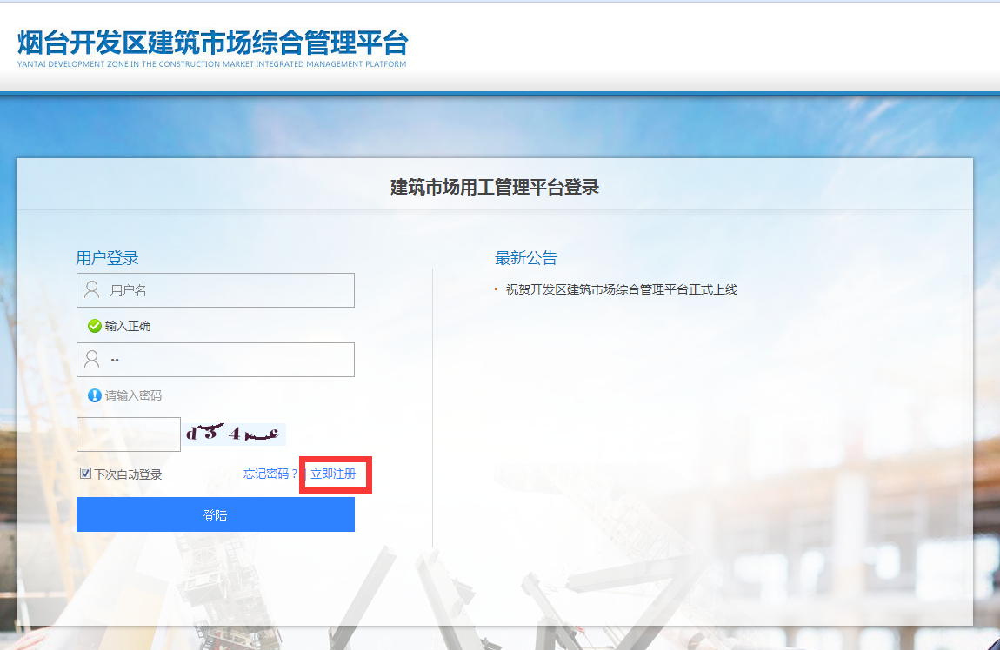 烟台开发区建筑市场综合管理平台
YANTAI DEVELOPMENT ZONE IN THE CONSTRUCTION MARKET INTEGRATED MANAGEMENT PLATFORM
建筑市场用工管理平台登录
用户登录
用户名
输入正确
••
请输入密码
下次自动登录
忘记密码？
立即注册
登陆
最新公告
祝贺开发区建筑市场综合管理平台正式上线